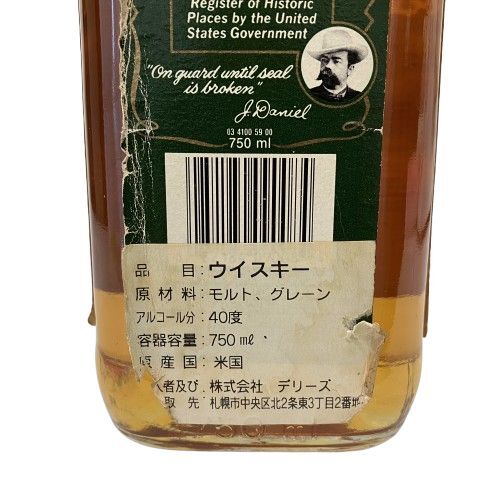 Register of Historic
Places by the United
States Government
"On guard until seal
is broken"
J. Daniel
03 4100 59 00
750 ml
品 目：ウイスキー
原 材 料：モルト、グレーン
アルコール分：40度
容器容量：750㎖
原 産 国：米国
入者及び 株式会社 デリーズ
取 先：札幌市中央区北2条東3丁目2番地